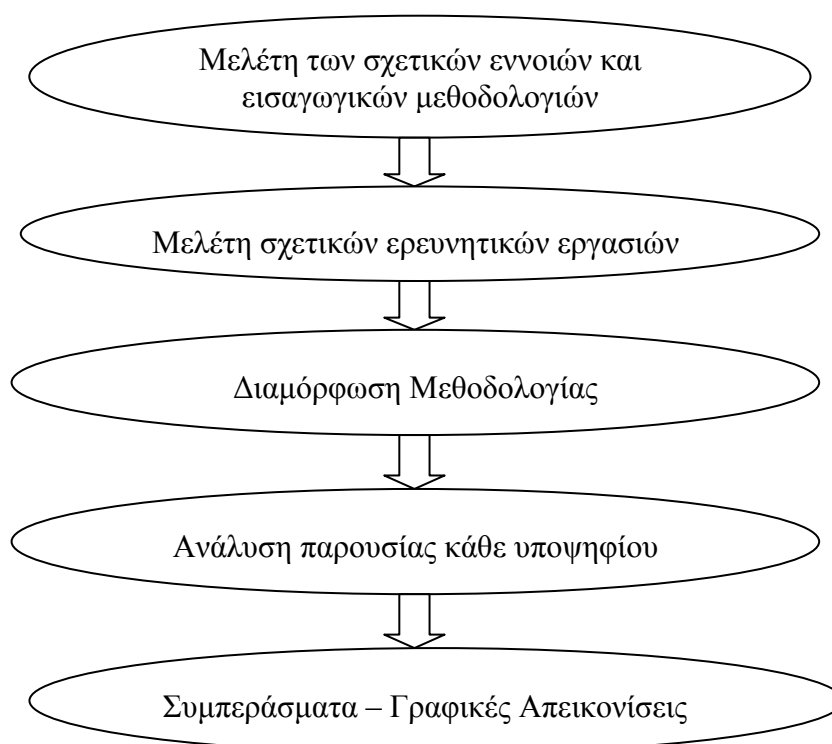 Μελέτη των σχετικών εννοιών και
εισαγωγικών μεθοδολογιών
Μελέτη σχετικών ερευνητικών εργασιών
Διαμόρφωση Μεθοδολογίας
Ανάλυση παρουσίας κάθε υποψηφίου
Συμπεράσματα – Γραφικές Απεικονίσεις